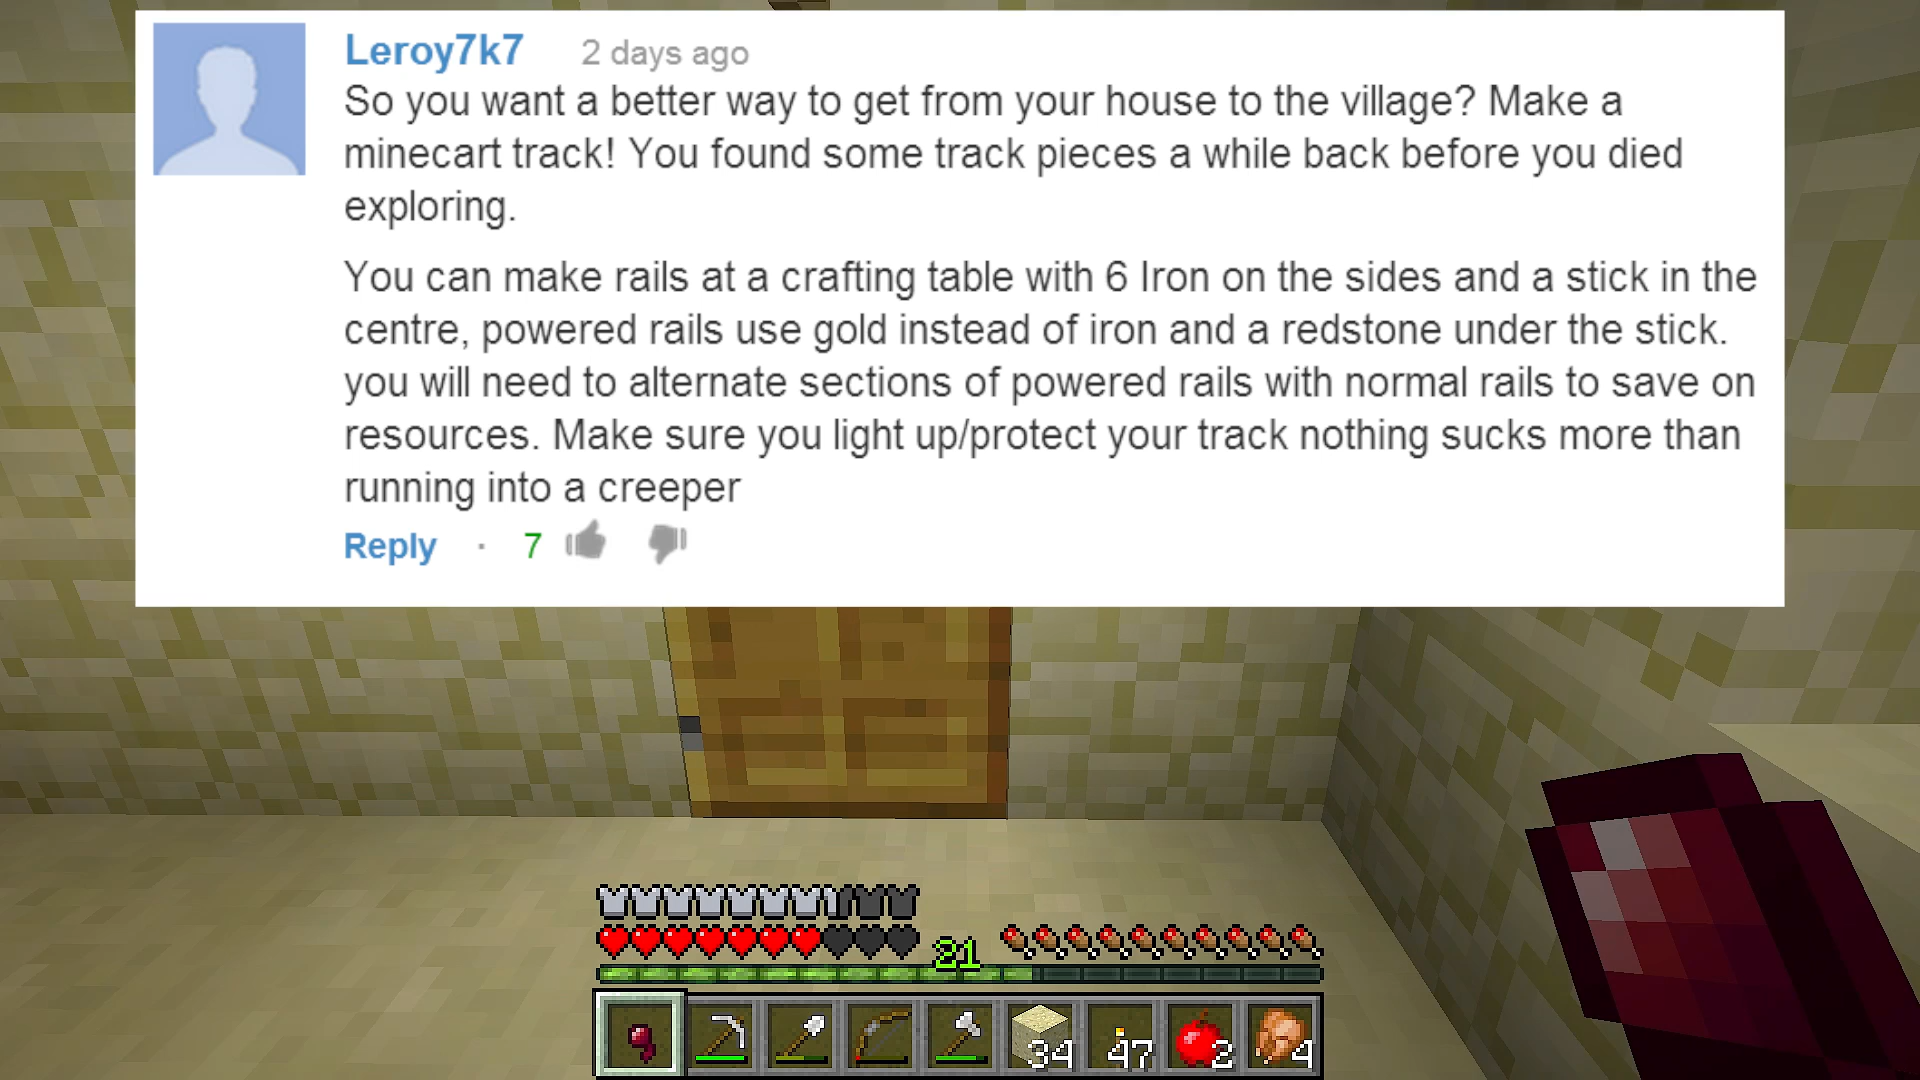 Leroy7k7 2 days ago
So you want a better way to get from your house to the village? Make a
minecart track! You found some track pieces a while back before you died
exploring.
You can make rails at a crafting table with 6 Iron on the sides and a stick in the
centre, powered rails use gold instead of iron and a redstone under the stick.
you will need to alternate sections of powered rails with normal rails to save on
resources. Make sure you light up/protect your track nothing sucks more than
running into a creeper
Reply · 7
21
34 47 2 4